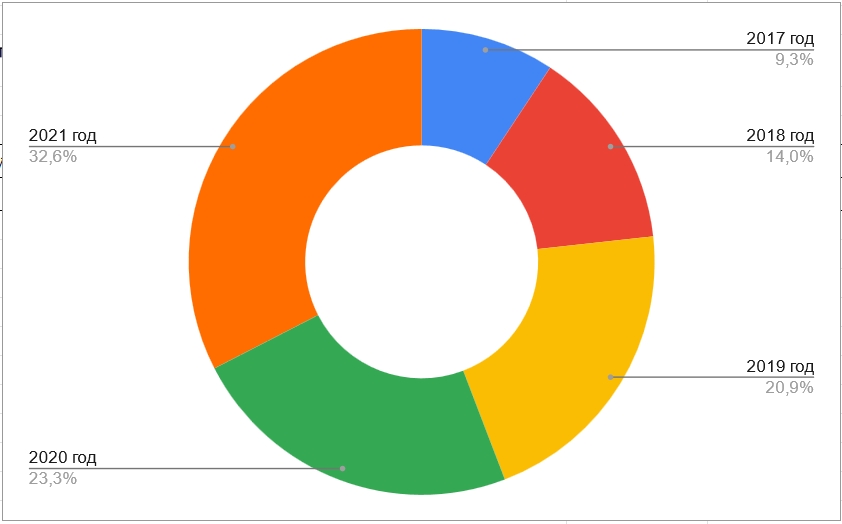 2017 год
9,3%
2018 год
14,0%
2019 год
20,9%
2020 год
23,3%
2021 год
32,6%